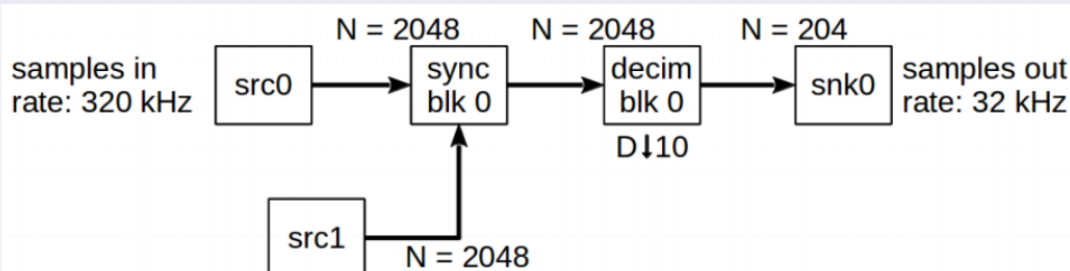 N = 2048
N = 2048
N = 204
samples in
rate: 320 kHz
src0
sync
blk 0
decim
blk 0
snk0
samples out
rate: 32 kHz
D↓10
src1
N = 2048